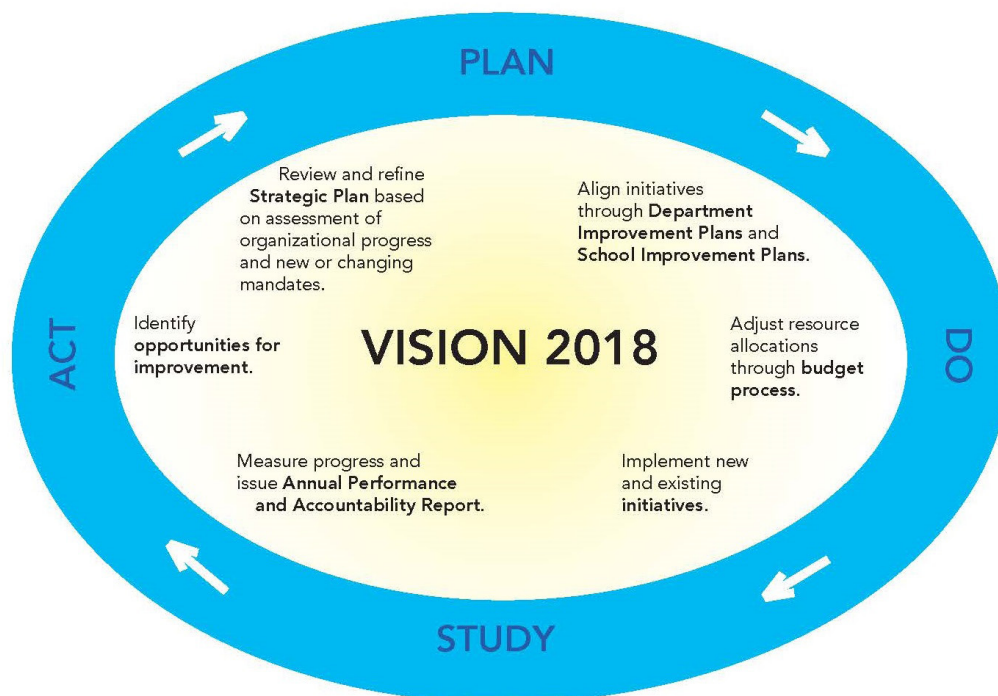 PLAN
Review and refine
Strategic Plan based
on assessment of
organizational progress
and new or changing
mandates.
Align initiatives
through Department
Improvement Plans and
School Improvement Plans.
ACT
Identify
opportunities for
improvement.
VISION 2018
Adjust resource
allocations
through budget
process.
DO
Measure progress and
issue Annual Performance
and Accountability Report.
Implement new
and existing
initiatives.
STUDY